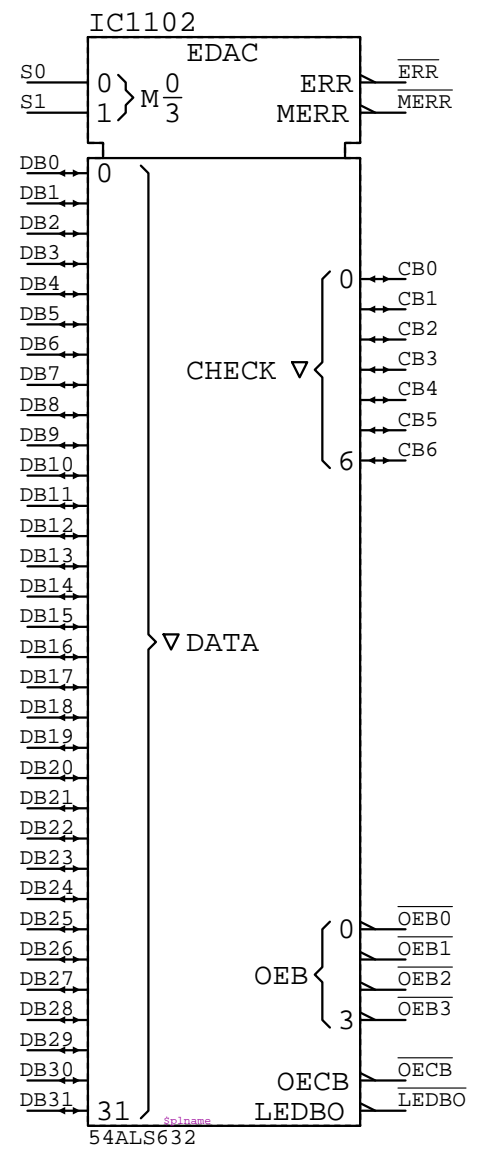 IC1102
EDAC
S0 0 M 0 ERR ERR
S1 1 3 MERR MERR
DB0 0
DB1
DB2
DB3 0 CB0
DB4 CB1
DB5 CB2
DB6 CHECK ▽ CB3
DB7 CB4
DB8 CB5
DB9 6 CB6
DB10
DB11
DB12
DB13
DB14
DB15
DB16 ▽ DATA
DB17
DB18
DB19
DB20
DB21
DB22
DB23
DB24
DB25 0 OEB0
DB26 OEB1
DB27 OEB OEB2
DB28 3 OEB3
DB29
DB30 OECB OECB
DB31 31 LEDBO LEDBO
$plname
54ALS632